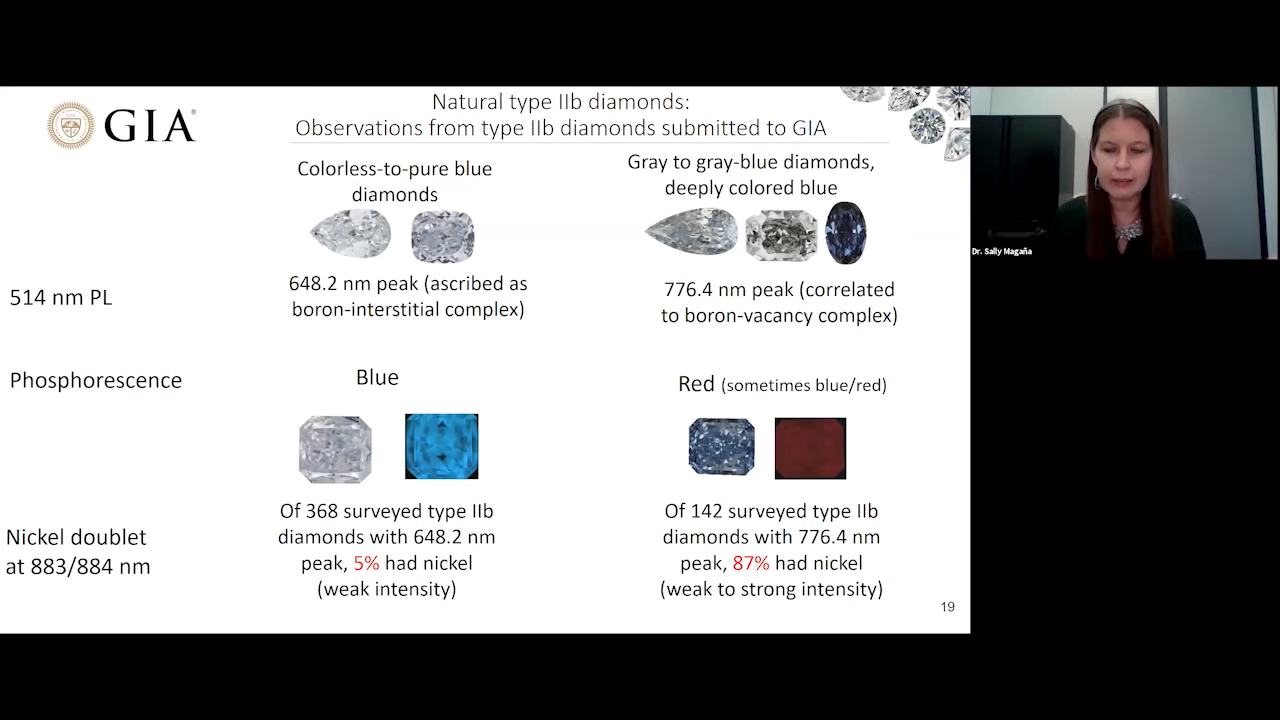 GIA®
Natural type IIb diamonds:
Observations from type IIb diamonds submitted to GIA
Colorless-to-pure blue
diamonds
Gray to gray-blue diamonds,
deeply colored blue
514 nm PL
648.2 nm peak (ascribed as
boron-interstitial complex)
776.4 nm peak (correlated
to boron-vacancy complex)
Phosphorescence
Blue
Red (sometimes blue/red)
Nickel doublet
at 883/884 nm
Of 368 surveyed type IIb
diamonds with 648.2 nm
peak, 5% had nickel
(weak intensity)
Of 142 surveyed type IIb
diamonds with 776.4 nm
peak, 87% had nickel
(weak to strong intensity)
19
Dr. Sally Magaña